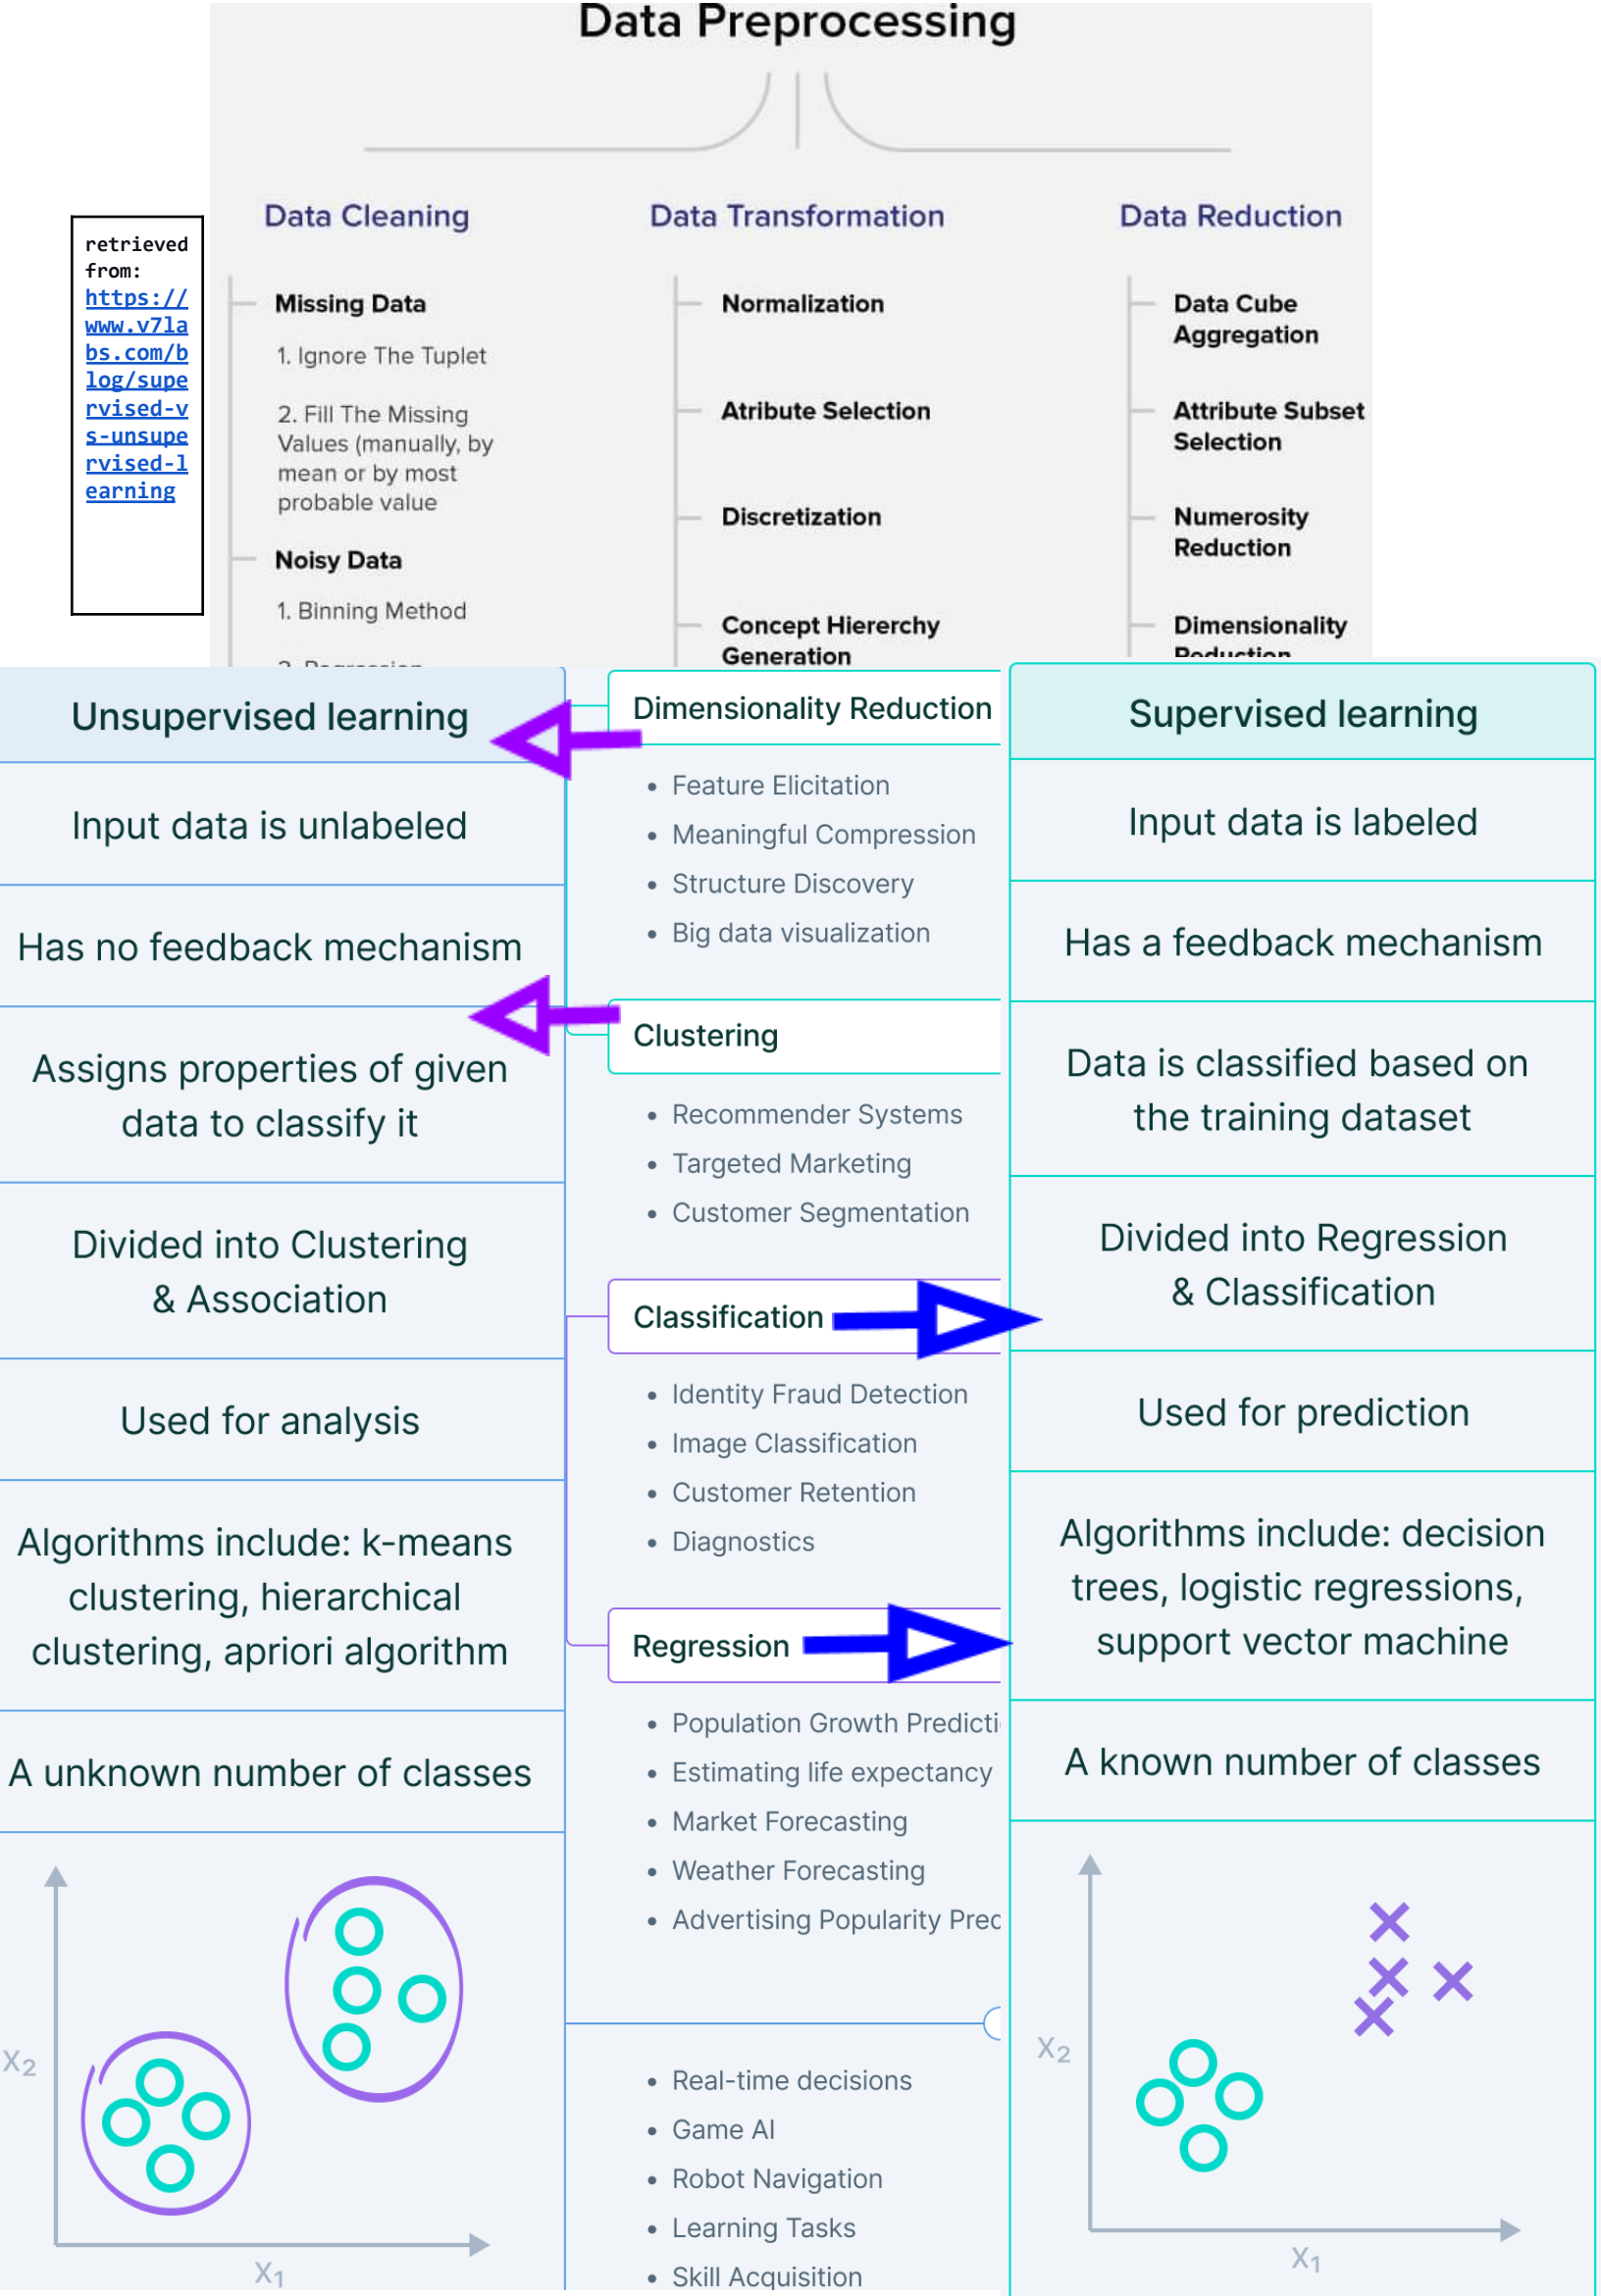 Data Preprocessing
retrieved
from:
https://
www.v7la
bs.com/b
log/supe
rvised-v
s-unsupe
rvised-l
earning
Data Cleaning
Missing Data
1. Ignore The Tuplet
2. Fill The Missing
Values (manually, by
mean or by most
probable value
Noisy Data
1. Binning Method
2. Regression
Data Transformation
Normalization
Atribute Selection
Discretization
Concept Hiererchy
Generation
Data Reduction
Data Cube
Aggregation
Attribute Subset
Selection
Numerosity
Reduction
Dimensionality
Reduction
Unsupervised learning
Input data is unlabeled
Has no feedback mechanism
Assigns properties of given
data to classify it
Divided into Clustering
& Association
Used for analysis
Algorithms include: k-means
clustering, hierarchical
clustering, apriori algorithm
A unknown number of classes
X2
X1
Dimensionality Reduction
• Feature Elicitation
• Meaningful Compression
• Structure Discovery
• Big data visualization
Clustering
• Recommender Systems
• Targeted Marketing
• Customer Segmentation
Classification
• Identity Fraud Detection
• Image Classification
• Customer Retention
• Diagnostics
Regression
• Population Growth Predicti
• Estimating life expectancy
• Market Forecasting
• Weather Forecasting
• Advertising Popularity Pred
• Real-time decisions
• Game AI
• Robot Navigation
• Learning Tasks
• Skill Acquisition
Supervised learning
Input data is labeled
Has a feedback mechanism
Data is classified based on
the training dataset
Divided into Regression
& Classification
Used for prediction
Algorithms include: decision
trees, logistic regressions,
support vector machine
A known number of classes
X2
X1